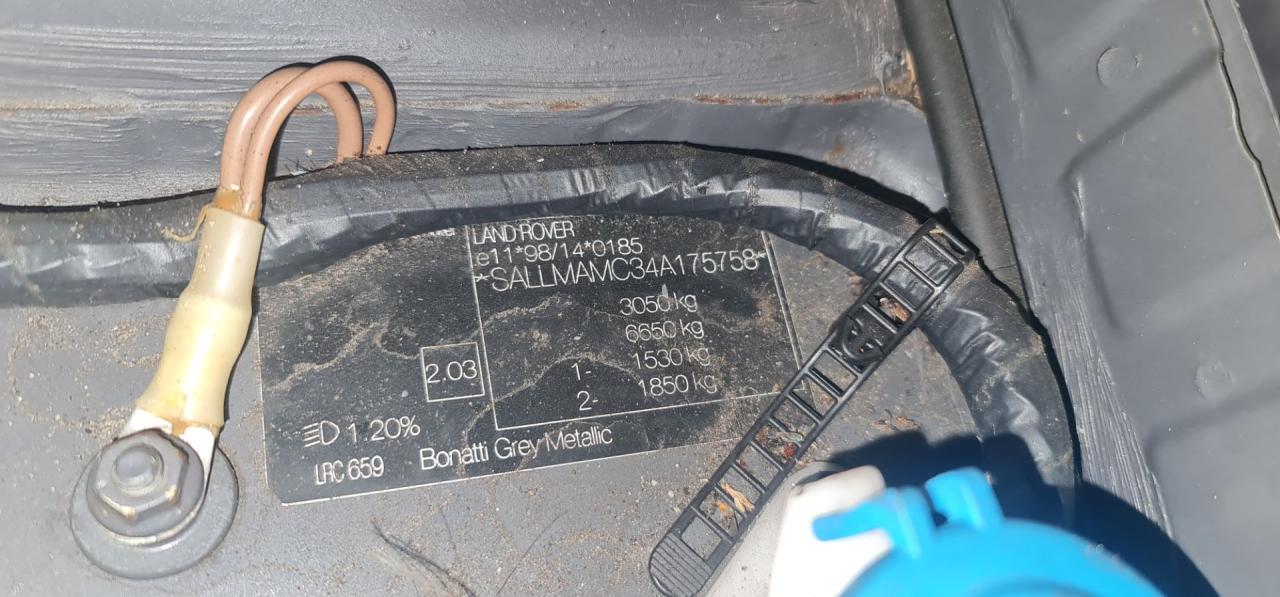 LAND ROVER
e11*98/14*0185
*SALLMAMC34A175758*
3050 kg
6650 kg
1- 1530 kg
2- 1850 kg
2.03
1.20%
LRC 659 Bonatti Grey Metallic